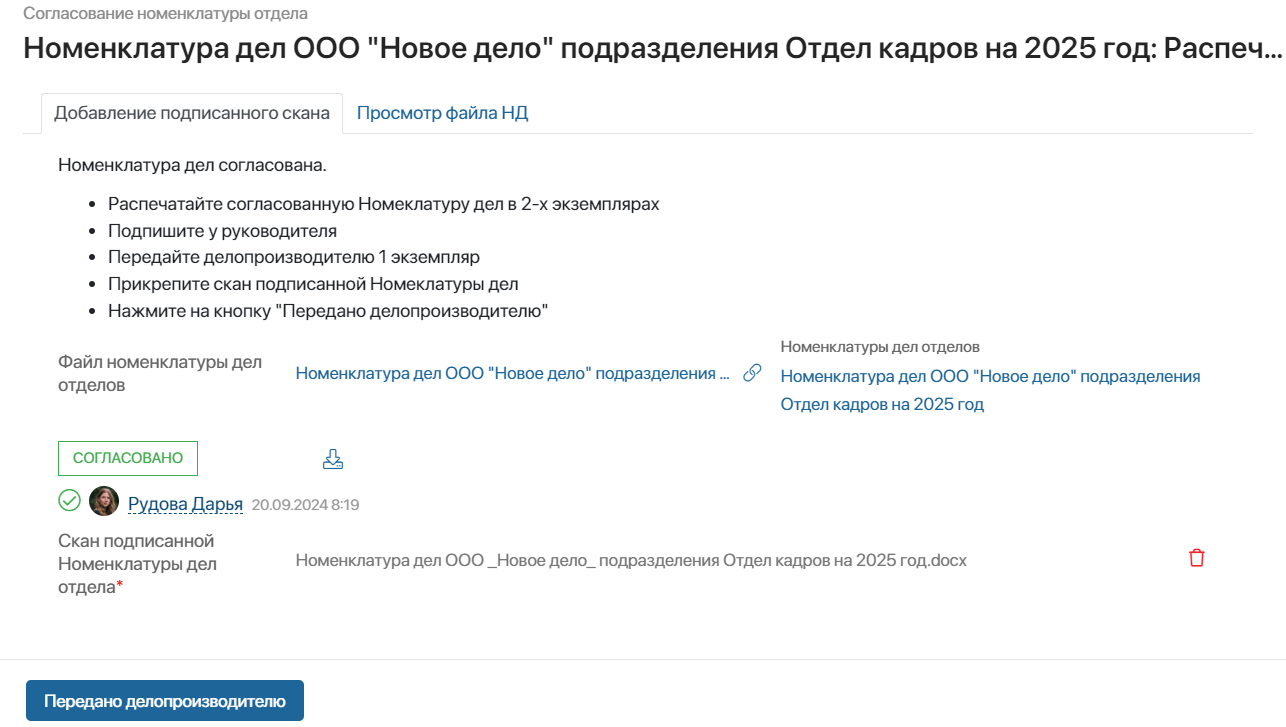 Согласование номенклатуры отдела
Номенклатура дел ООО "Новое дело" подразделения Отдел кадров на 2025 год: Распеч...
Добавление подписанного скана
Просмотр файла НД
Номенклатура дел согласована.
Распечатайте согласованную Номеклатуру дел в 2-х экземплярах
Подпишите у руководителя
Передайте делопроизводителю 1 экземпляр
Прикрепите скан подписанной Номеклатуры дел
Нажмите на кнопку "Передано делопроизводителю"
Файл номенклатуры дел
отделов
Номенклатура дел ООО "Новое дело" подразделения ...
Номенклатуры дел отделов
Номенклатура дел ООО "Новое дело" подразделения
Отдел кадров на 2025 год
СОГЛАСОВАНО
Рудова Дарья 20.09.2024 8:19
Скан подписанной
Номенклатуры дел
отдела*
Номенклатура дел ООО _Новое дело_ подразделения Отдел кадров на 2025 год.docx
Передано делопроизводителю